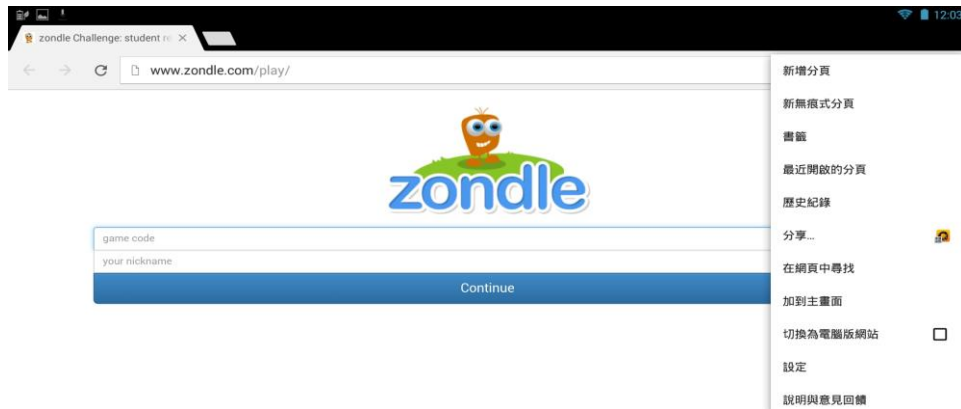 12:03
zondle Challenge: student re
www.zondle.com/play/
zondle
game code
your nickname
Continue
新增分頁
新無痕式分頁
書籤
最近開啟的分頁
歷史紀錄
分享...
在網頁中尋找
加到主畫面
切換為電腦版網站
設定
說明與意見回饋